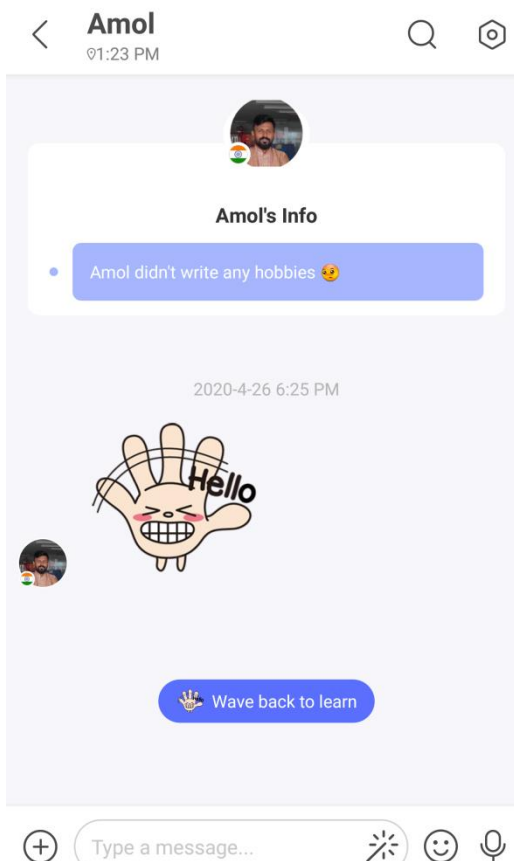 Amol
01:23 PM
Amol's Info
Amol didn't write any hobbies 🥺
2020-4-26 6:25 PM
Hello
Wave back to learn
Type a message...